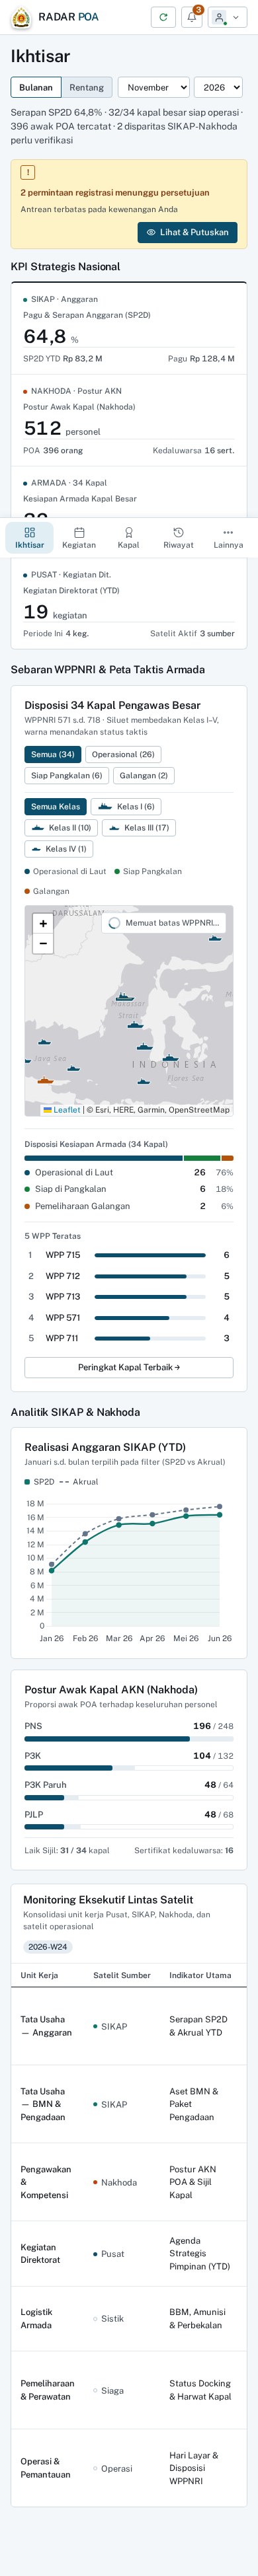 RADAR POA
3
Ikhtisar
Bulanan Rentang November 2026
Serapan SP2D 64,8% · 32/34 kapal besar siap operasi ·
396 awak POA tercatat · 2 disparitas SIKAP-Nakhoda
perlu verifikasi
!
2 permintaan registrasi menunggu persetujuan
Antrean terbatas pada kewenangan Anda
Lihat & Putuskan
KPI Strategis Nasional
SIKAP · Anggaran
Pagu & Serapan Anggaran (SP2D)
64,8 %
SP2D YTD Rp 83,2 M Pagu Rp 128,4 M
NAKHODA · Postur AKN
Postur Awak Kapal (Nakhoda)
512 personel
POA 396 orang Kedaluwarsa 16 sert.
ARMADA · 34 Kapal
Kesiapan Armada Kapal Besar
Ikhtisar Kegiatan Kapal Riwayat Lainnya
PUSAT · Kegiatan Dit.
Kegiatan Direktorat (YTD)
19 kegiatan
Periode Ini 4 keg. Satelit Aktif 3 sumber
Sebaran WPPNRI & Peta Taktis Armada
Disposisi 34 Kapal Pengawas Besar
WPPNRI 571 s.d. 718 · Siluet membedakan Kelas I–V,
warna menandakan status taktis
Semua (34) Operasional (26)
Siap Pangkalan (6) Galangan (2)
Semua Kelas Kelas I (6)
Kelas II (10) Kelas III (17)
Kelas IV (1)
Operasional di Laut Siap Pangkalan
Galangan
DARUSSALAM
+
−
Memuat batas WPPNRI...
Makassar
Strait
Java Sea
INDONESIA
Flores Sea
Leaflet | © Esri, HERE, Garmin, OpenStreetMap
Disposisi Kesiapan Armada (34 Kapal)
Operasional di Laut 26 76%
Siap di Pangkalan 6 18%
Pemeliharaan Galangan 2 6%
5 WPP Teratas
1 WPP 715 6
2 WPP 712 5
3 WPP 713 5
4 WPP 571 4
5 WPP 711 3
Peringkat Kapal Terbaik →
Analitik SIKAP & Nakhoda
Realisasi Anggaran SIKAP (YTD)
Januari s.d. bulan terpilih pada filter (SP2D vs Akrual)
SP2D Akrual
18 M
16 M
14 M
12 M
10 M
8 M
6 M
4 M
2 M
0
Jan 26 Feb 26 Mar 26 Apr 26 Mei 26 Jun 26
Postur Awak Kapal AKN (Nakhoda)
Proporsi awak POA terhadap keseluruhan personel
PNS 196 / 248
P3K 104 / 132
P3K Paruh 48 / 64
PJLP 48 / 68
Laik Sijil: 31 / 34 kapal Sertifikat kedaluwarsa: 16
Monitoring Eksekutif Lintas Satelit
Konsolidasi unit kerja Pusat, SIKAP, Nakhoda, dan
satelit operasional
2026-W24
Unit Kerja Satelit Sumber Indikator Utama
Tata Usaha
— Anggaran
SIKAP
Serapan SP2D
& Akrual YTD
Tata Usaha
— BMN &
Pengadaan
SIKAP
Aset BMN &
Paket
Pengadaan
Pengawakan
&
Kompetensi
Nakhoda
Postur AKN
POA & Sijil
Kapal
Kegiatan
Direktorat
Pusat
Agenda
Strategis
Pimpinan (YTD)
Logistik
Armada
Sistik
BBM, Amunisi
& Perbekalan
Pemeliharaan
& Perawatan
Siaga
Status Docking
& Harwat Kapal
Operasi &
Pemantauan
Operasi
Hari Layar &
Disposisi
WPPNRI